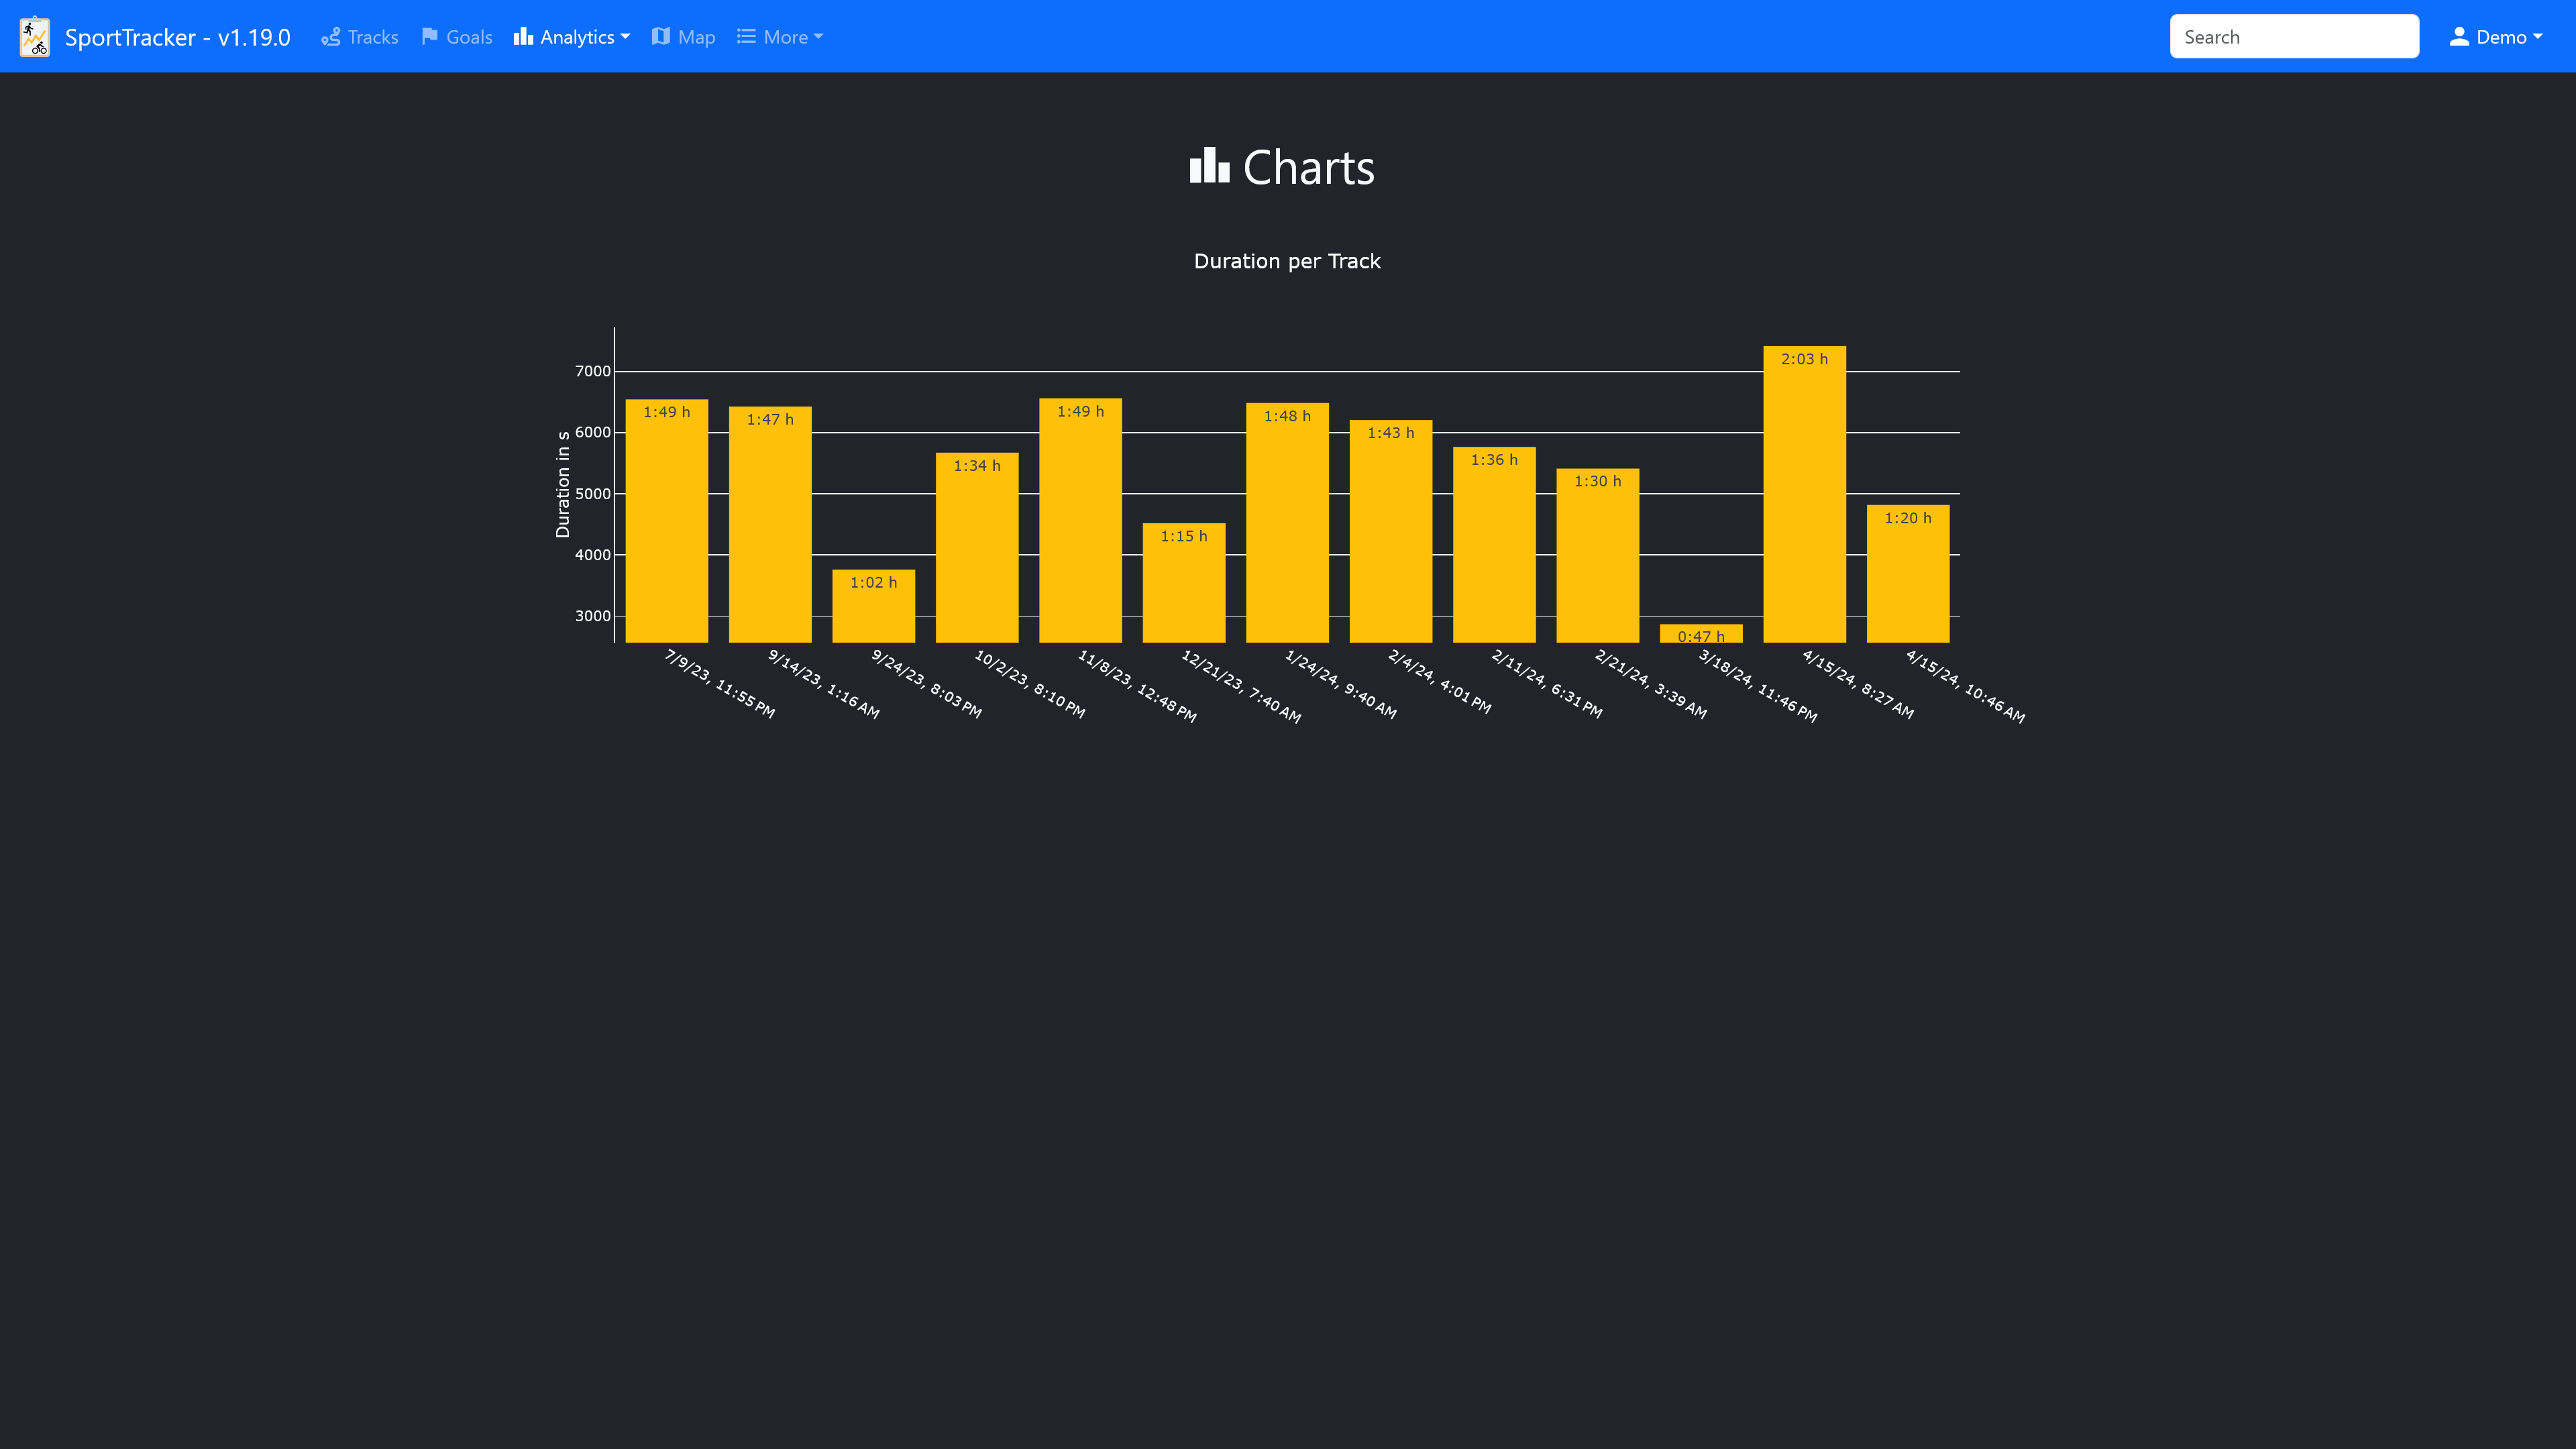 SportTracker - v1.19.0 Tracks Goals Analytics Map More Search Demo
Charts
Duration per Track
Duration in s
7000
6000
5000
4000
3000
1:49 h
1:47 h
1:02 h
1:34 h
1:49 h
1:15 h
1:48 h
1:43 h
1:36 h
1:30 h
0:47 h
2:03 h
1:20 h
7/9/23, 11:55 PM
9/14/23, 1:16 AM
9/24/23, 8:03 PM
10/2/23, 8:10 PM
11/8/23, 12:48 PM
12/21/23, 7:40 AM
1/24/24, 9:40 AM
2/4/24, 4:01 PM
2/11/24, 6:31 PM
2/21/24, 3:39 AM
3/18/24, 11:46 PM
4/15/24, 8:27 AM
4/15/24, 10:46 AM